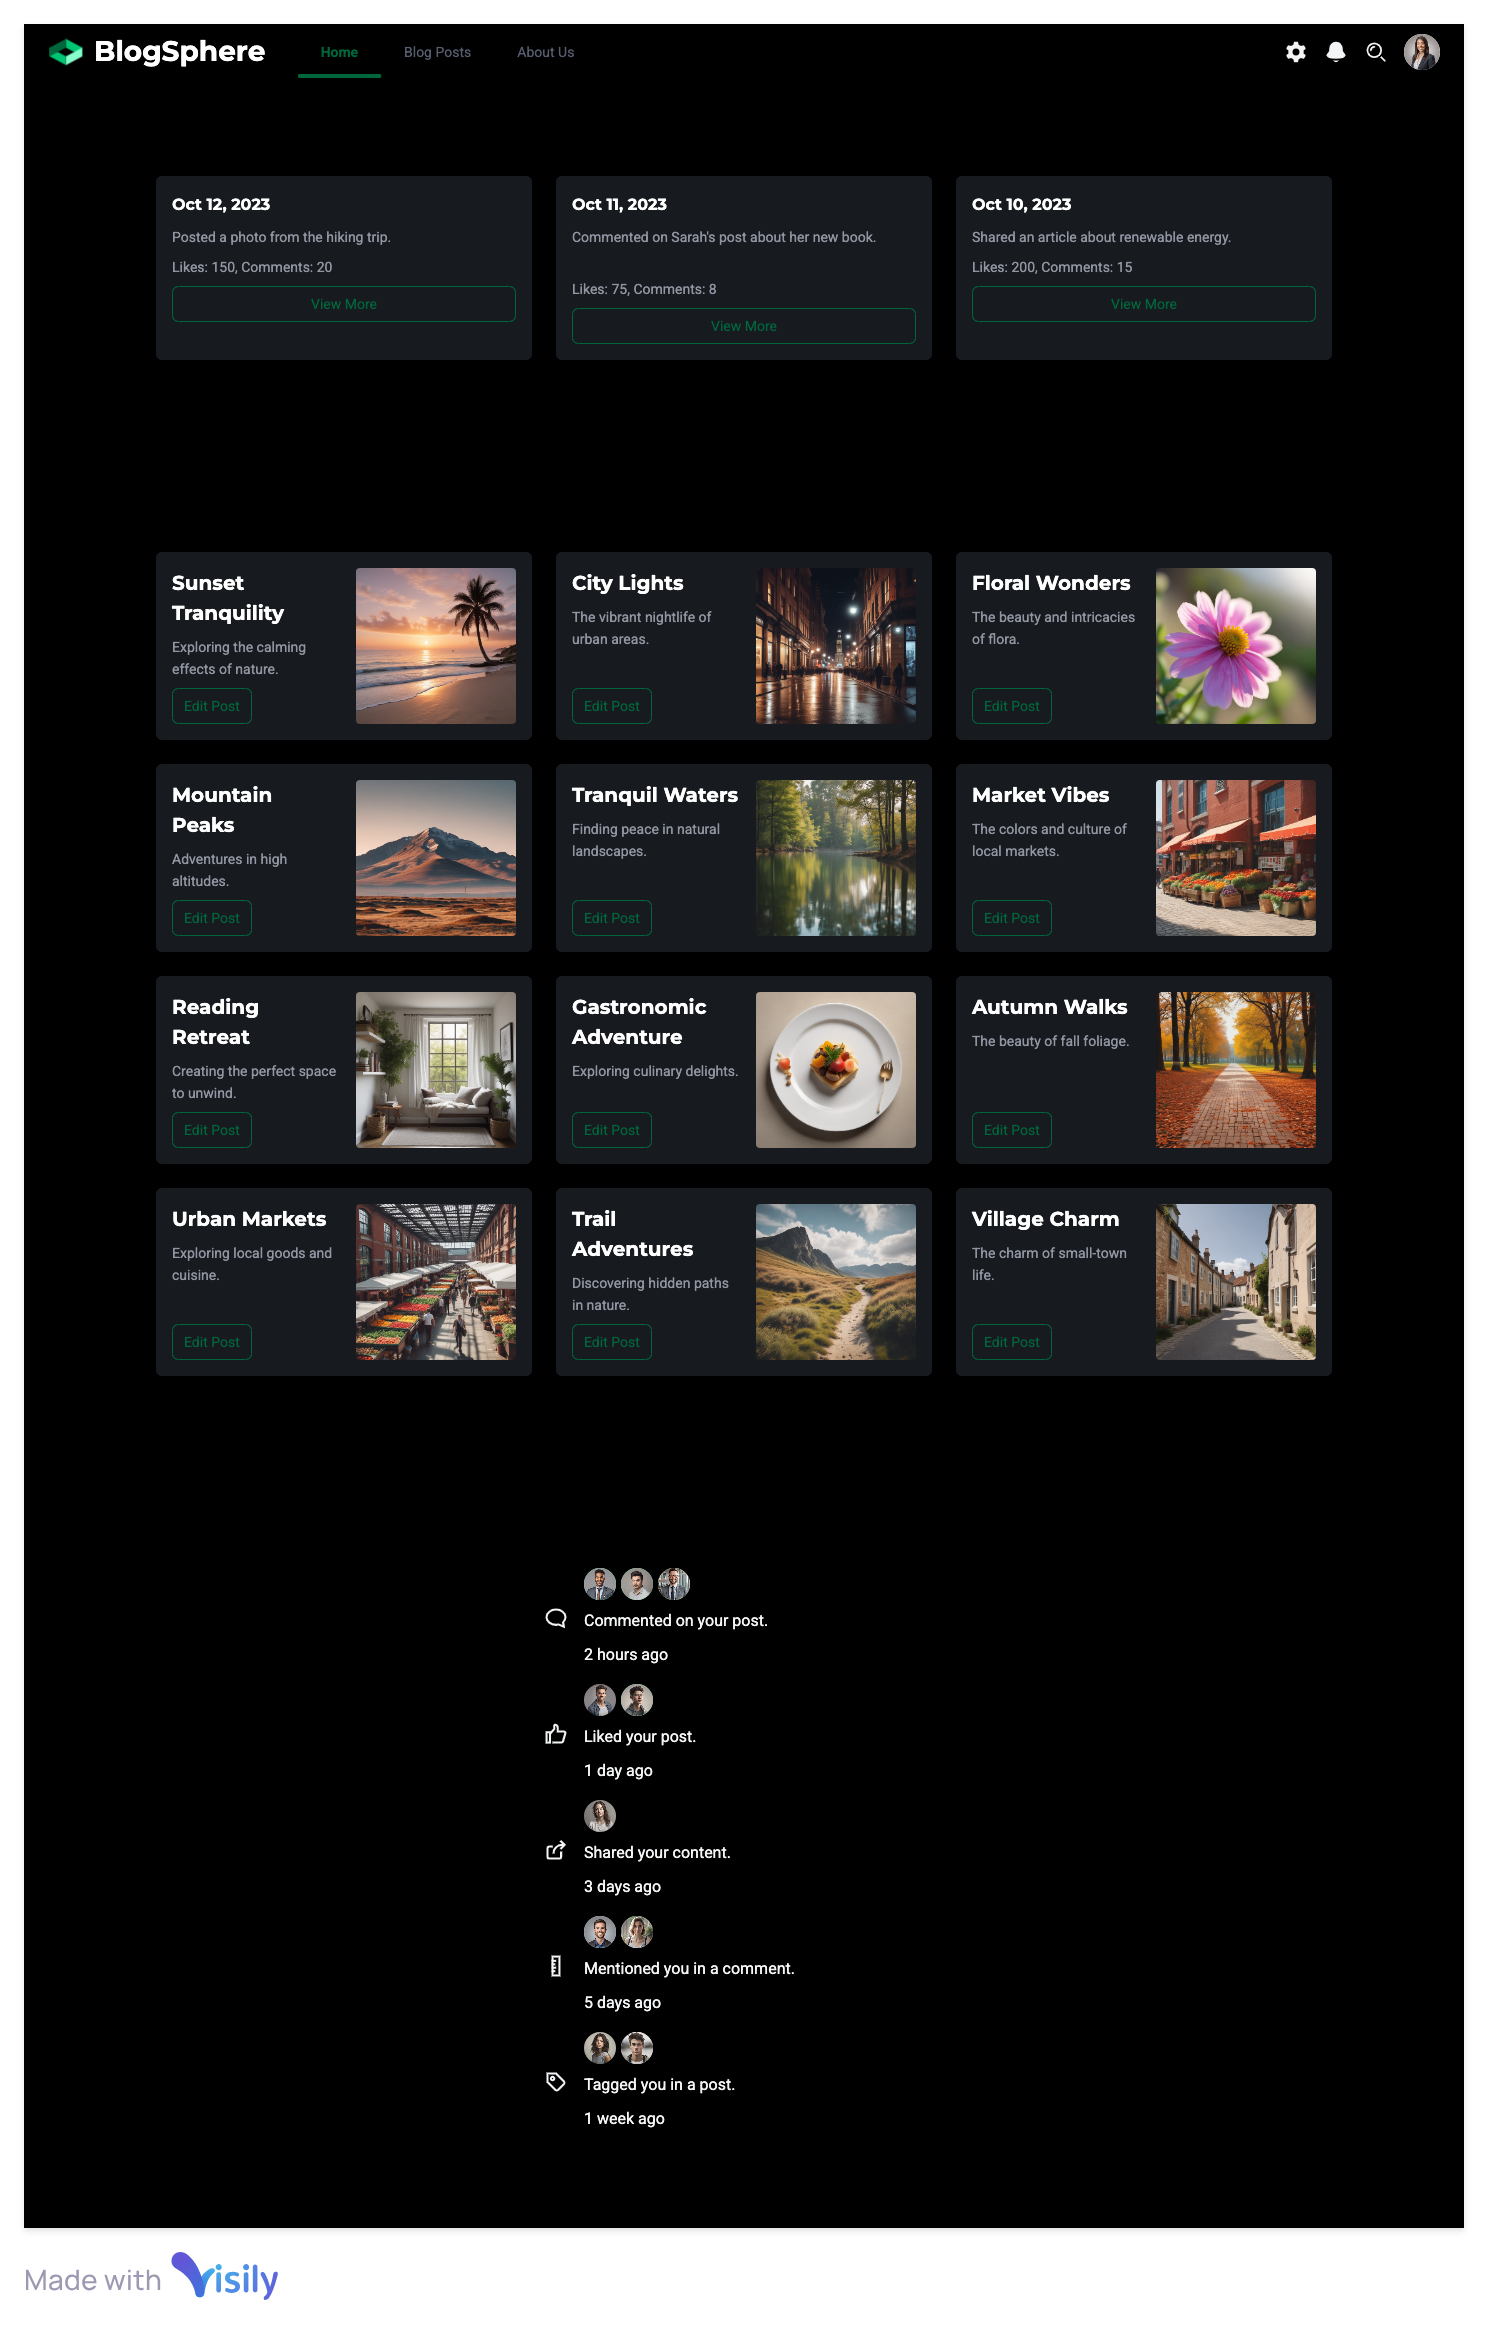 BlogSphere
Home
Blog Posts
About Us
Oct 12, 2023
Posted a photo from the hiking trip.
Likes: 150, Comments: 20
View More
Oct 11, 2023
Commented on Sarah's post about her new book.
Likes: 75, Comments: 8
View More
Oct 10, 2023
Shared an article about renewable energy.
Likes: 200, Comments: 15
View More
Sunset
Tranquility
Exploring the calming
effects of nature.
Edit Post
City Lights
The vibrant nightlife of
urban areas.
Edit Post
Floral Wonders
The beauty and intricacies
of flora.
Edit Post
Mountain
Peaks
Adventures in high
altitudes.
Edit Post
Tranquil Waters
Finding peace in natural
landscapes.
Edit Post
Market Vibes
The colors and culture of
local markets.
Edit Post
Reading
Retreat
Creating the perfect space
to unwind.
Edit Post
Gastronomic
Adventure
Exploring culinary delights.
Edit Post
Autumn Walks
The beauty of fall foliage.
Edit Post
Urban Markets
Exploring local goods and
cuisine.
Edit Post
Trail
Adventures
Discovering hidden paths
in nature.
Edit Post
Village Charm
The charm of small-town
life.
Edit Post
Commented on your post.
2 hours ago
Liked your post.
1 day ago
Shared your content.
3 days ago
Mentioned you in a comment.
5 days ago
Tagged you in a post.
1 week ago
Made with Visily